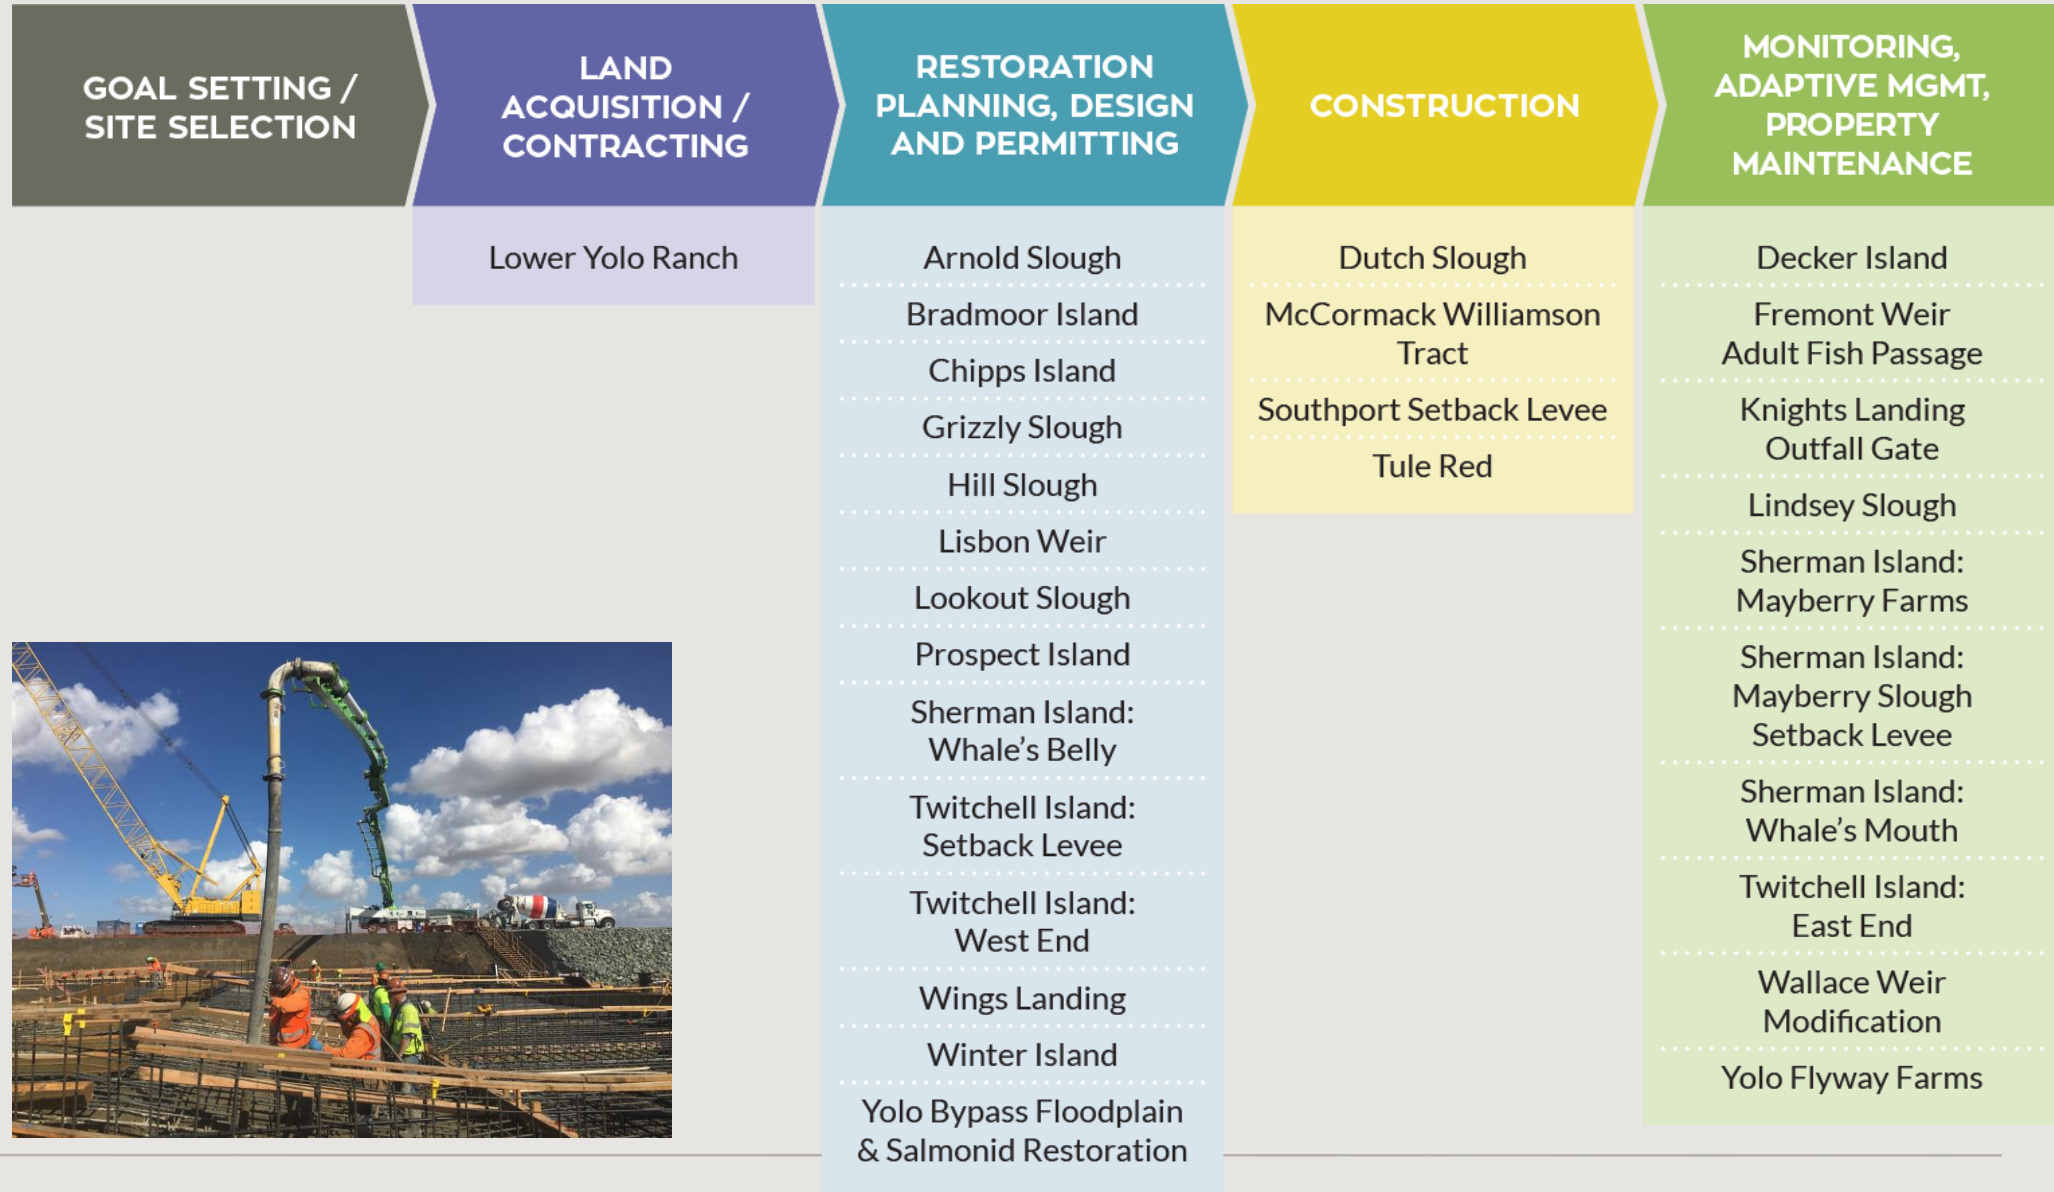 GOAL SETTING /
SITE SELECTION
LAND
ACQUISITION /
CONTRACTING
RESTORATION
PLANNING, DESIGN
AND PERMITTING
CONSTRUCTION
MONITORING,
ADAPTIVE MGMT,
PROPERTY
MAINTENANCE
Lower Yolo Ranch
Arnold Slough
Bradmoor Island
Chipps Island
Grizzly Slough
Hill Slough
Lisbon Weir
Lookout Slough
Prospect Island
Sherman Island:
Whale’s Belly
Twitchell Island:
Setback Levee
Twitchell Island:
West End
Wings Landing
Winter Island
Yolo Bypass Floodplain
& Salmonid Restoration
Dutch Slough
McCormack Williamson
Tract
Southport Setback Levee
Tule Red
Decker Island
Fremont Weir
Adult Fish Passage
Knights Landing
Outfall Gate
Lindsey Slough
Sherman Island:
Mayberry Farms
Sherman Island:
Mayberry Slough
Setback Levee
Sherman Island:
Whale’s Mouth
Twitchell Island:
East End
Wallace Weir
Modification
Yolo Flyway Farms